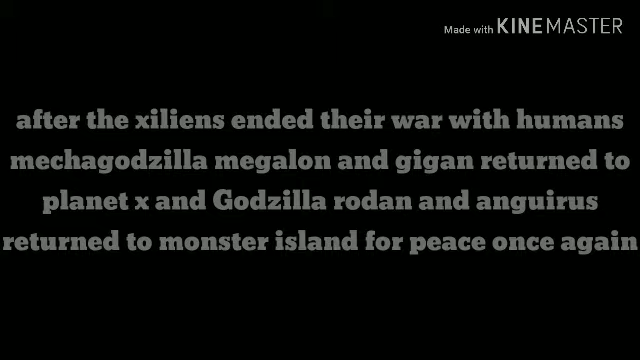 Made with KINEMASTER
after the xiliens ended their war with humans
mechagodzilla megalon and gigan returned to
planet x and Godzilla rodan and anguirus
returned to monster island for peace once again